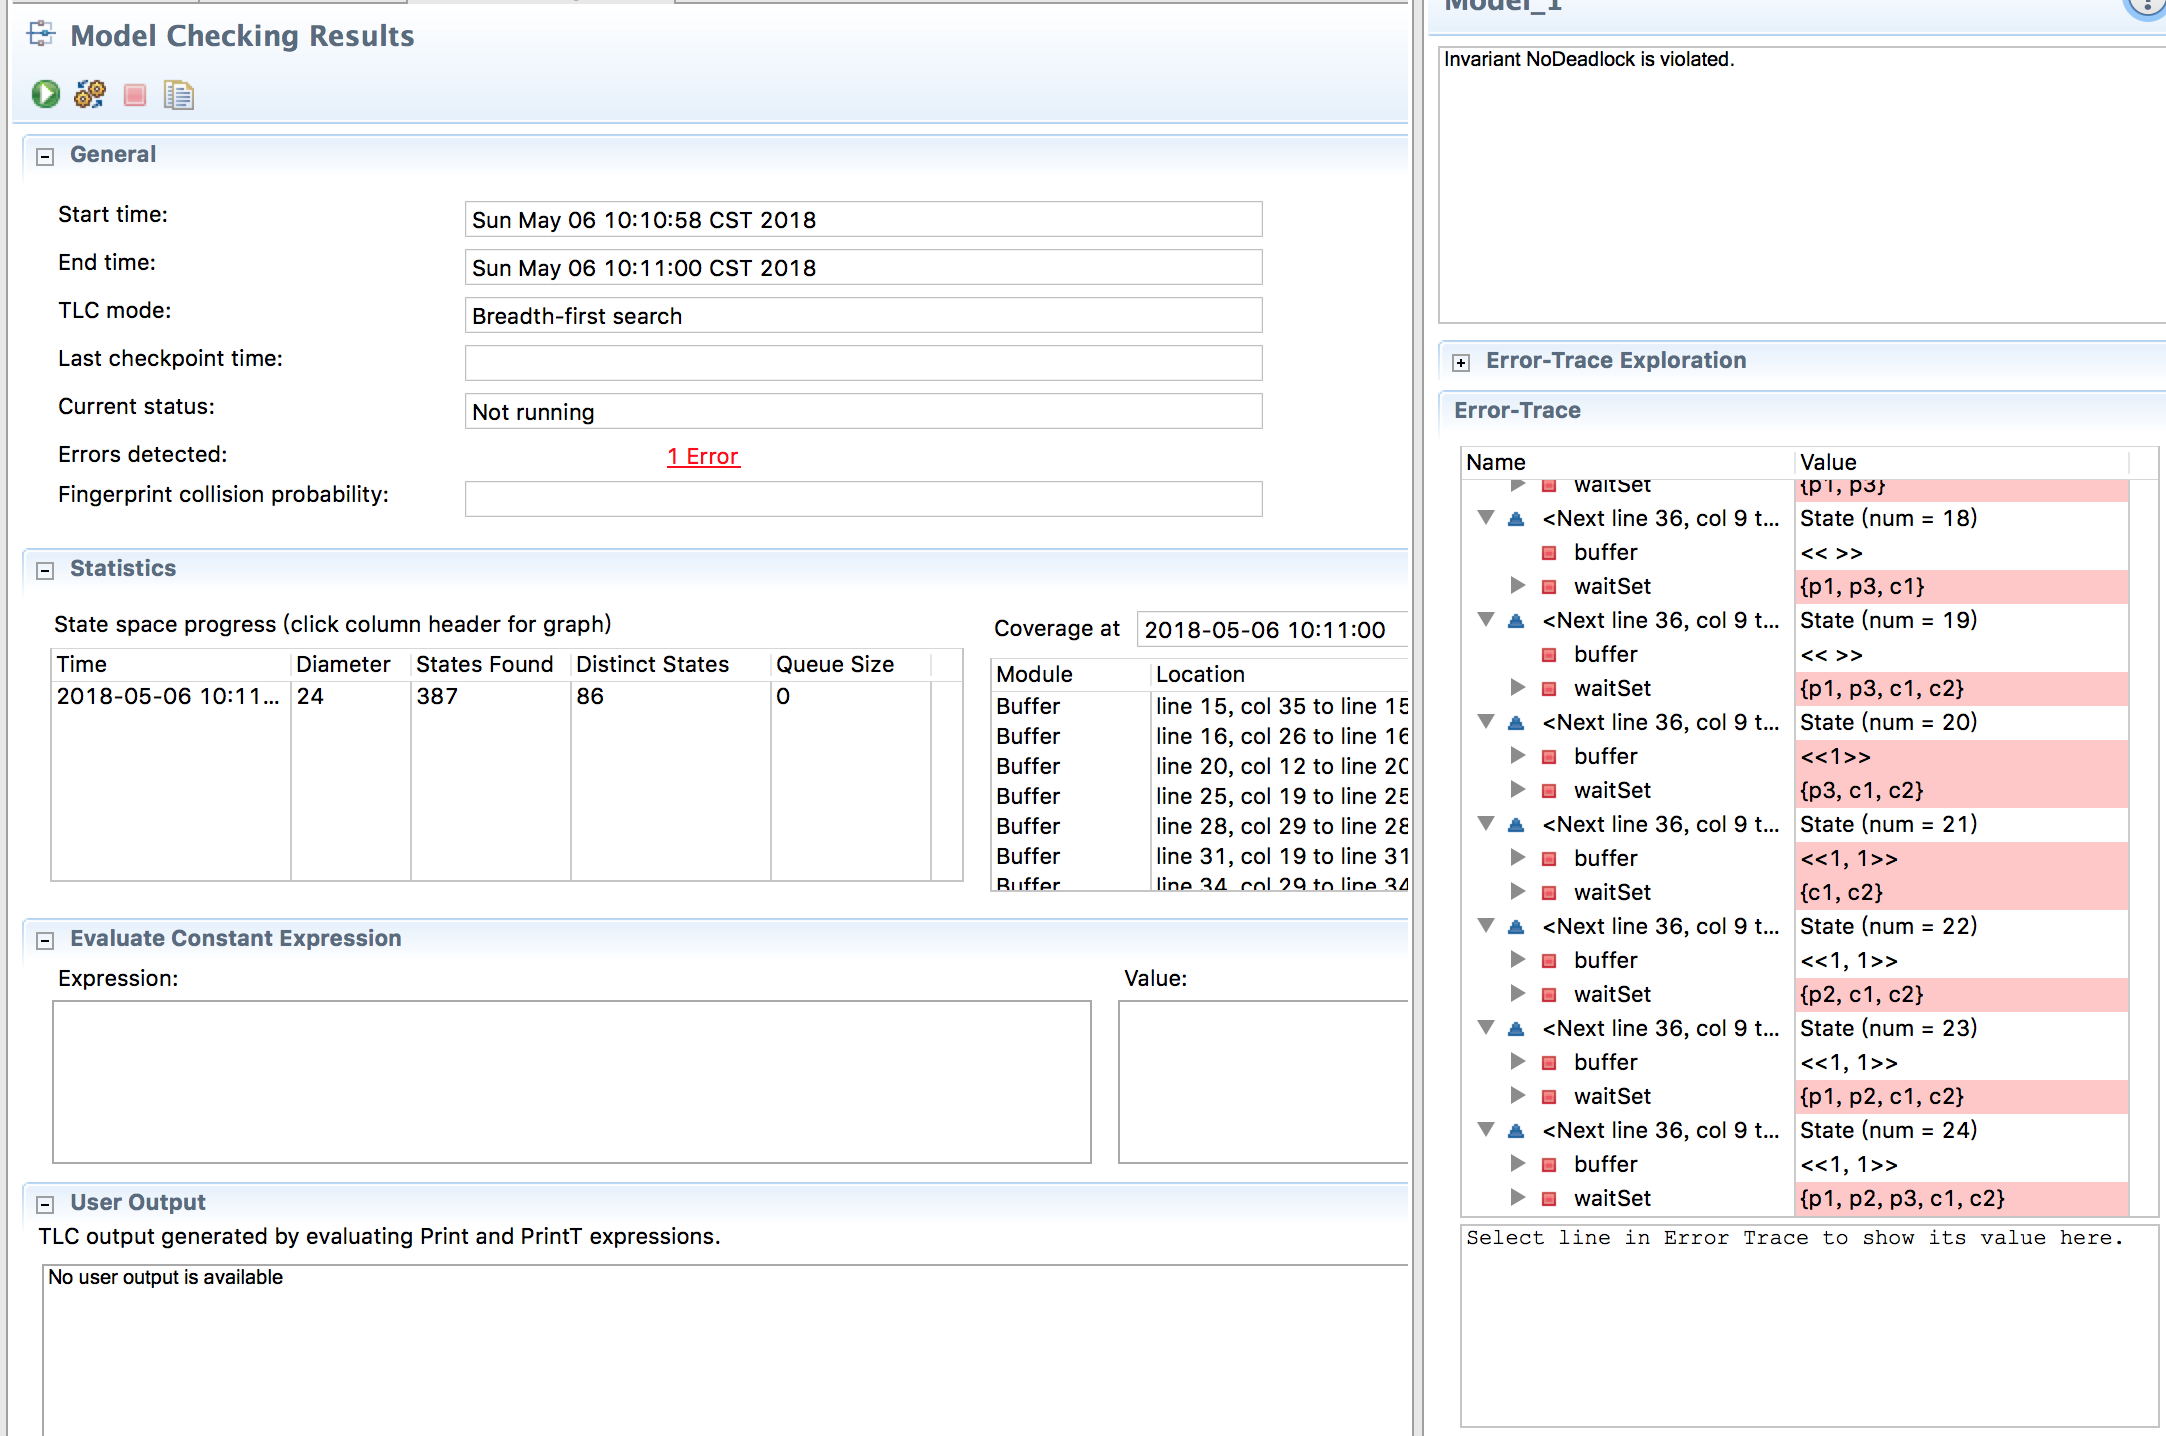 Model Checking Results
General
Start time: Sun May 06 10:10:58 CST 2018
End time: Sun May 06 10:11:00 CST 2018
TLC mode: Breadth-first search
Last checkpoint time:
Current status: Not running
Errors detected: 1 Error
Fingerprint collision probability:
Statistics
State space progress (click column header for graph)
Time Diameter States Found Distinct States Queue Size
2018-05-06 10:11... 24 387 86 0
Coverage at 2018-05-06 10:11:00
Module Location
Buffer line 15, col 35 to line 15
Buffer line 16, col 26 to line 16
Buffer line 20, col 12 to line 20
Buffer line 25, col 19 to line 25
Buffer line 28, col 29 to line 28
Buffer line 31, col 19 to line 31
Buffer line 34, col 29 to line 34
Evaluate Constant Expression
Expression: Value:
User Output
TLC output generated by evaluating Print and PrintT expressions.
No user output is available
Model_1
Invariant NoDeadlock is violated.
Error-Trace Exploration
Error-Trace
Name Value
waitSet {p1, p3}
<Next line 36, col 9 t... State (num = 18)
buffer << >>
waitSet {p1, p3, c1}
<Next line 36, col 9 t... State (num = 19)
buffer << >>
waitSet {p1, p3, c1, c2}
<Next line 36, col 9 t... State (num = 20)
buffer <<1>>
waitSet {p3, c1, c2}
<Next line 36, col 9 t... State (num = 21)
buffer <<1, 1>>
waitSet {c1, c2}
<Next line 36, col 9 t... State (num = 22)
buffer <<1, 1>>
waitSet {p2, c1, c2}
<Next line 36, col 9 t... State (num = 23)
buffer <<1, 1>>
waitSet {p1, p2, c1, c2}
<Next line 36, col 9 t... State (num = 24)
buffer <<1, 1>>
waitSet {p1, p2, p3, c1, c2}
Select line in Error Trace to show its value here.